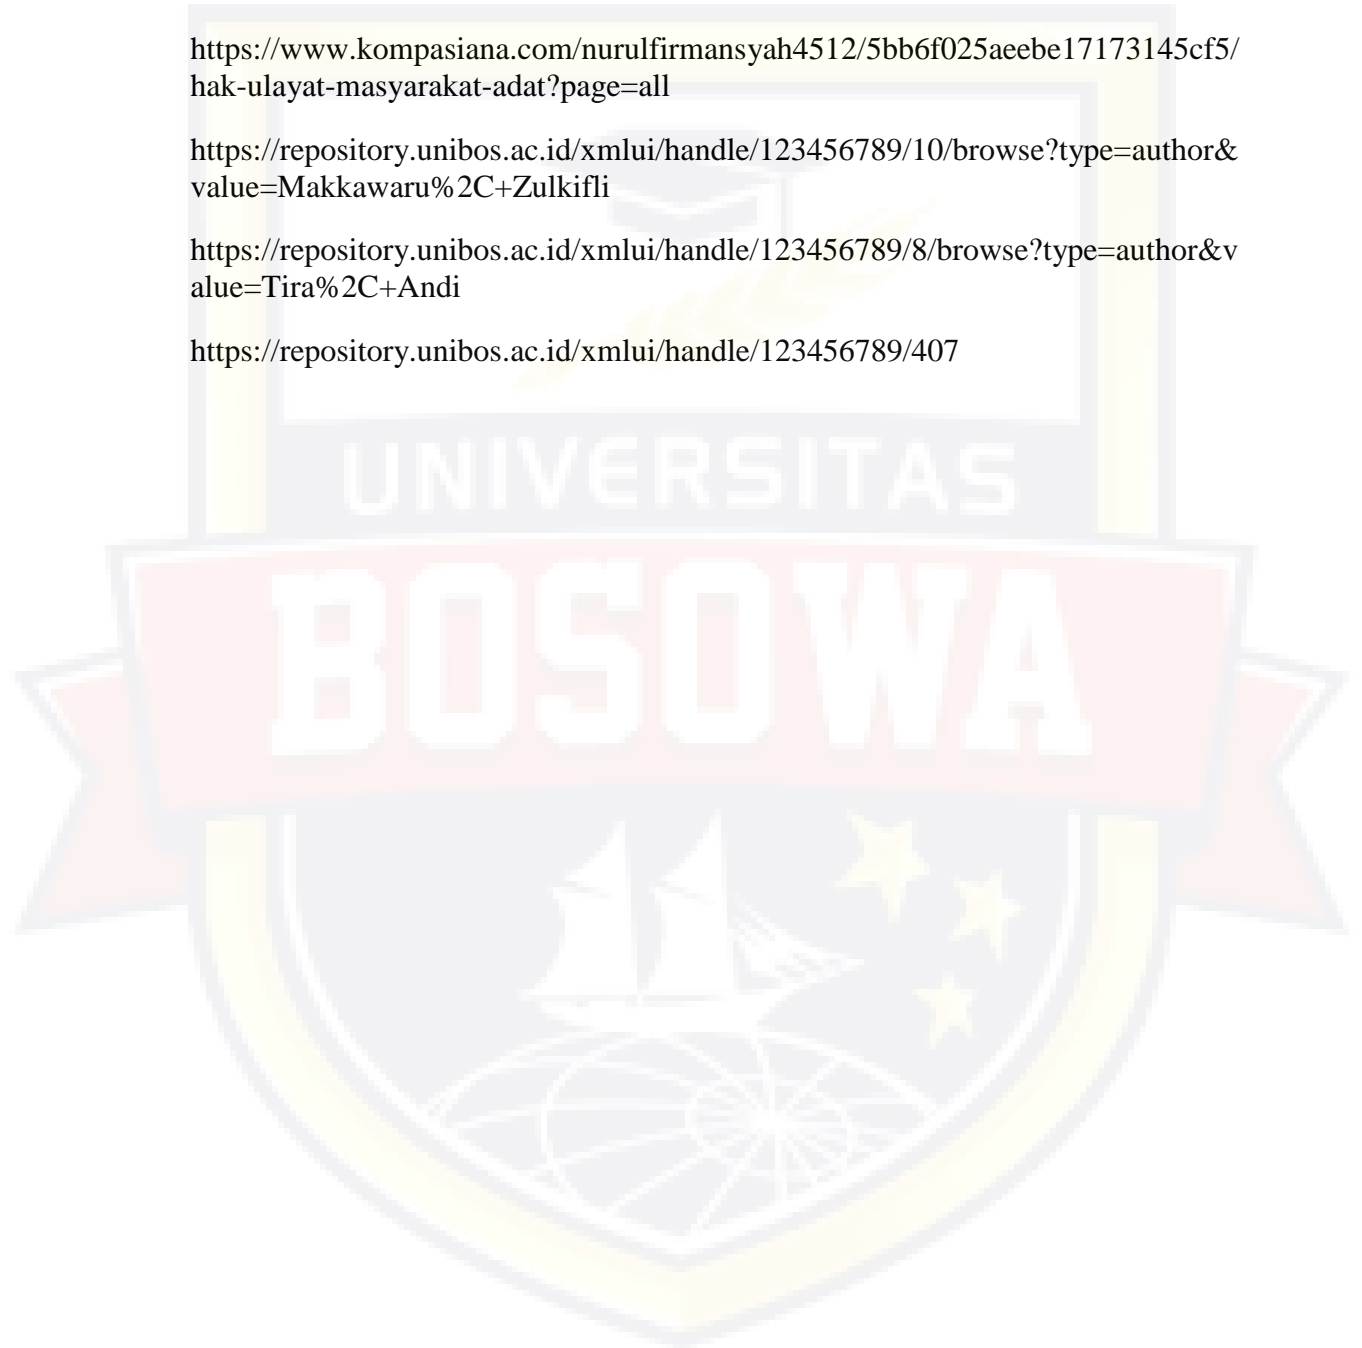 https://www.kompasiana.com/nurulfirmansyah4512/5bb6f025aeebe17173145cf5/
hak-ulayat-masyarakat-adat?page=all
https://repository.unibos.ac.id/xmlui/handle/123456789/10/browse?type=author&
value=Makkawaru%2C+Zulkifli
https://repository.unibos.ac.id/xmlui/handle/123456789/8/browse?type=author&v
alue=Tira%2C+Andi
https://repository.unibos.ac.id/xmlui/handle/123456789/407
UNIVERSITAS
BOSOWA